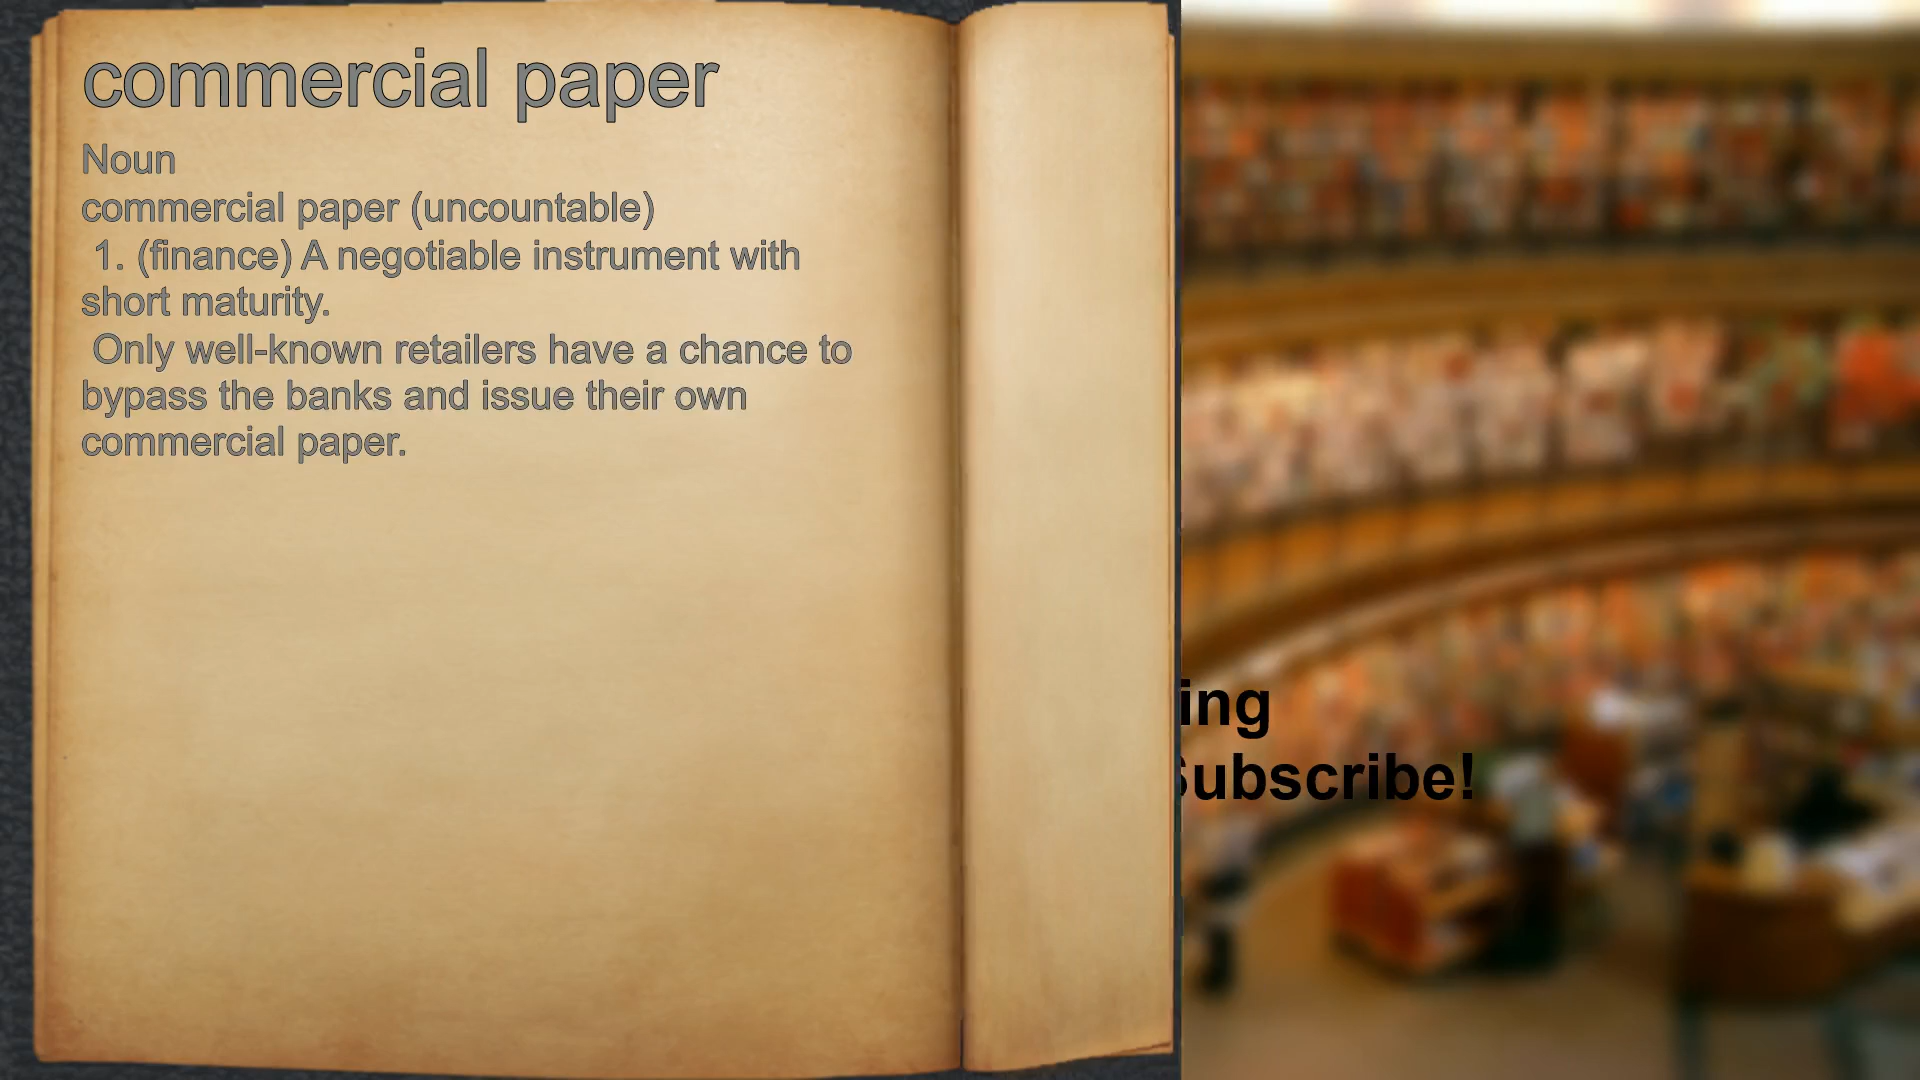 commercial paper
Noun
commercial paper (uncountable)
1. (finance) A negotiable instrument with
short maturity.
Only well-known retailers have a chance to
bypass the banks and issue their own
commercial paper.
ing
Subscribe!